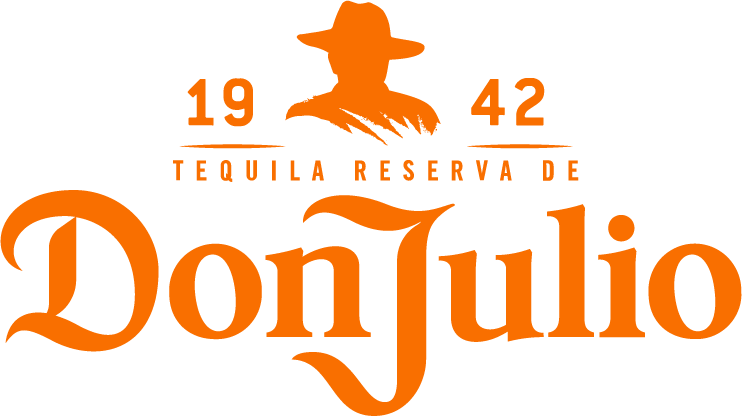 19 42
TEQUILA RESERVA DE
DonJulio